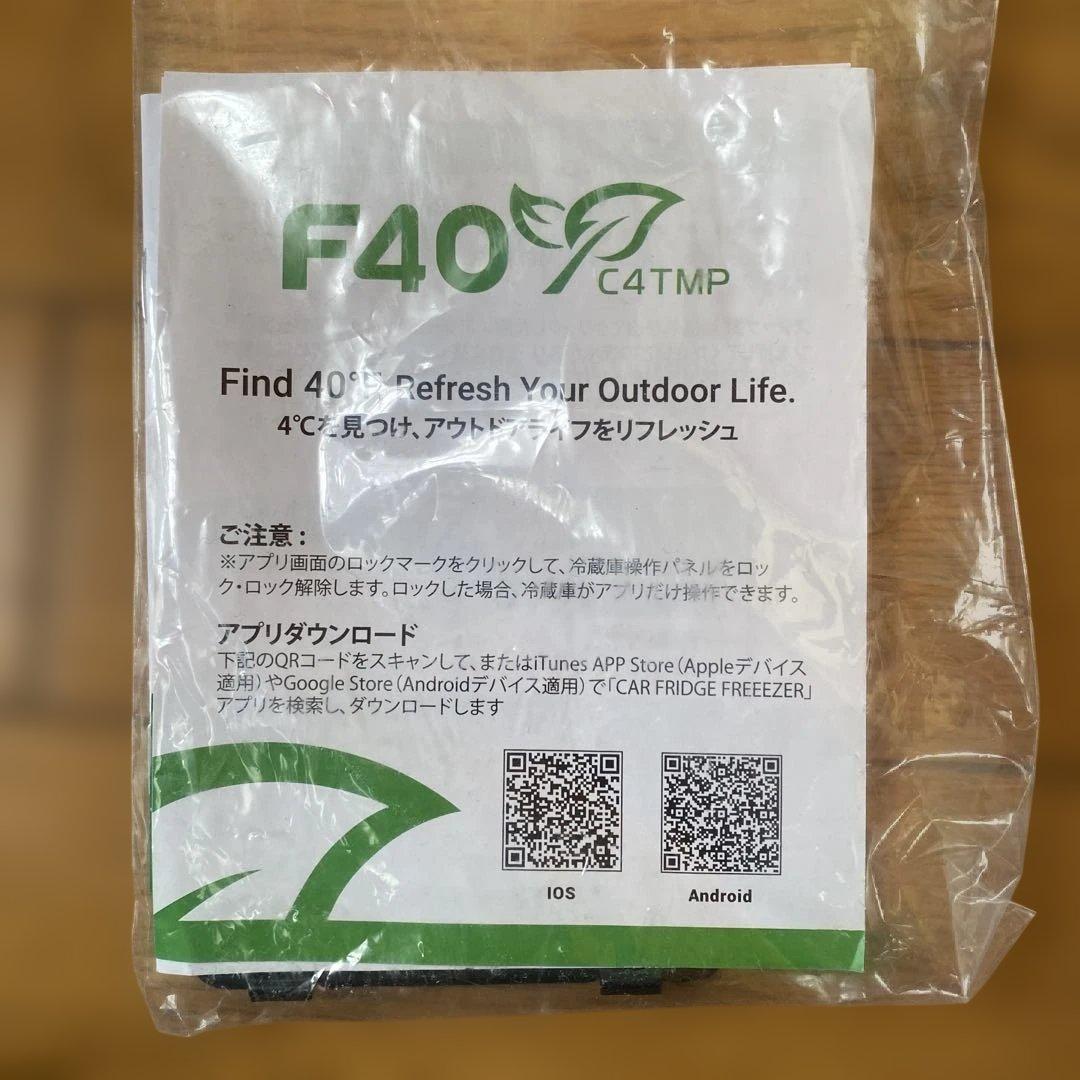 F40
C4TMP
Find 40°F Refresh Your Outdoor Life.
4℃を見つけ、アウトドアライフをリフレッシュ
ご注意：
※アプリ画面のロックマークをクリックして、冷蔵庫操作パネルをロッ
ク・ロック解除します。ロックした場合、冷蔵庫がアプリだけ操作できます。
アプリダウンロード
下記のQRコードをスキャンして、またはiTunes APP Store（Appleデバイス
適用）やGoogle Store（Androidデバイス適用）で「CAR FRIDGE FREEEZER」
アプリを検索し、ダウンロードします
IOS
Android